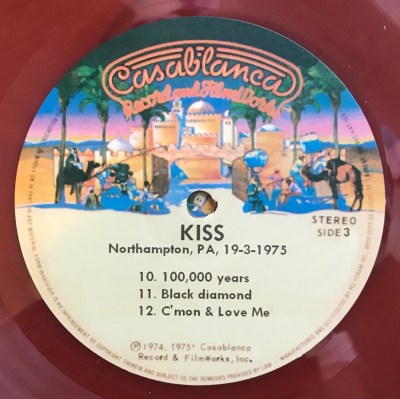 Casablanca
Record and FilmWorks
KISS
STEREO
Northampton, PA, 19-3-1975
SIDE 3
10. 100,000 years
11. Black diamond
12. C'mon & Love Me
℗ 1974, 1975* Casablanca
Record & FilmWorks, Inc.